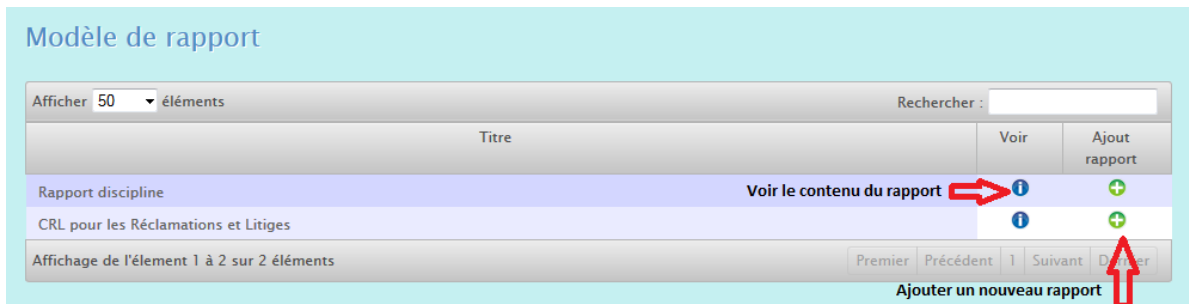 Modèle de rapport
Afficher 50 éléments Rechercher :
Titre Voir Ajout
rapport
Rapport discipline Voir le contenu du rapport
CRL pour les Réclamations et Litiges
Affichage de l'élement 1 à 2 sur 2 éléments Premier Précédent 1 Suivant Dernier
Ajouter un nouveau rapport